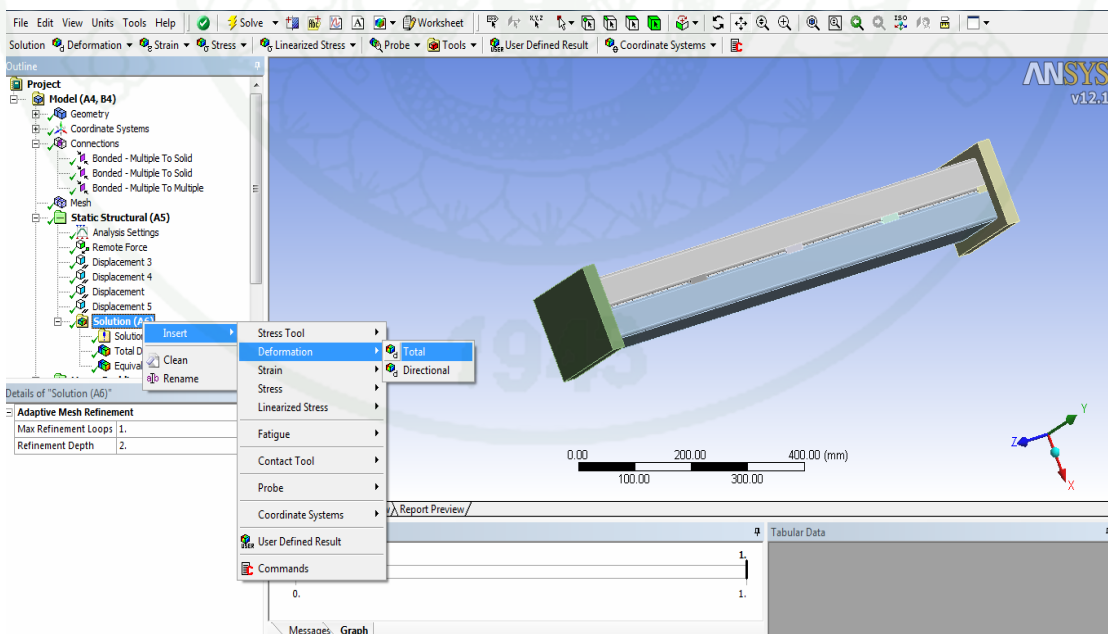 File Edit View Units Tools Help Solve Worksheet
Solution Deformation Strain Stress Linearized Stress Probe Tools User Defined Result Coordinate Systems
Outline
Project
Model (A4, B4)
Geometry
Coordinate Systems
Connections
Bonded - Multiple To Solid
Bonded - Multiple To Solid
Bonded - Multiple To Multiple
Mesh
Static Structural (A5)
Analysis Settings
Remote Force
Displacement 3
Displacement 4
Displacement
Displacement 5
Solution (A6)
Solution
Total D
Equival
Insert
Clean
Rename
Stress Tool
Deformation
Strain
Stress
Linearized Stress
Fatigue
Contact Tool
Probe
Coordinate Systems
User Defined Result
Commands
Total
Directional
Details of "Solution (A6)"
Adaptive Mesh Refinement
Max Refinement Loops 1.
Refinement Depth 2.
ANSYS
v12.1
1943
Y
Z
X
0.00 200.00 400.00 (mm)
100.00 300.00
Report Preview
Tabular Data
1.
0. 1.
Messages Graph